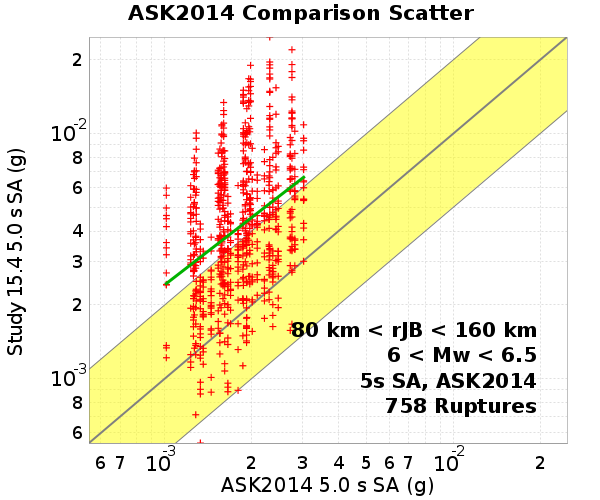 ASK2014 Comparison Scatter
Study 15.4 5.0 s SA (g)
2
10-2
8
6
4
3
2
10-3
8
6
80 km < rJB < 160 km
6 < Mw < 6.5
5s SA, ASK2014
758 Ruptures
6 7 10-3 2 3 4 5 6 7 8 10-2 2
ASK2014 5.0 s SA (g)